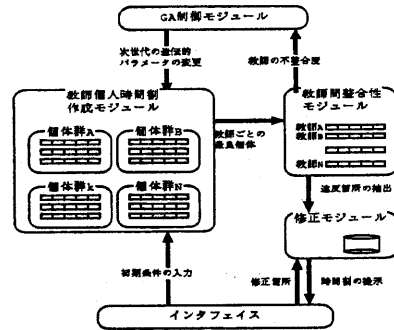 GA制御モジュール
次世代の遺伝的
パラメータの変更
教師の不整合度
教師個人時間割
作成モジュール
個体群A
個体群B
個体群k
個体群N
教師ごとの
最良個体
教師間整合性
モジュール
教師A
教師B
教師N
違反箇所の抽出
修正モジュール
初期条件の入力
修正箇所
時間割の提示
インタフェイス